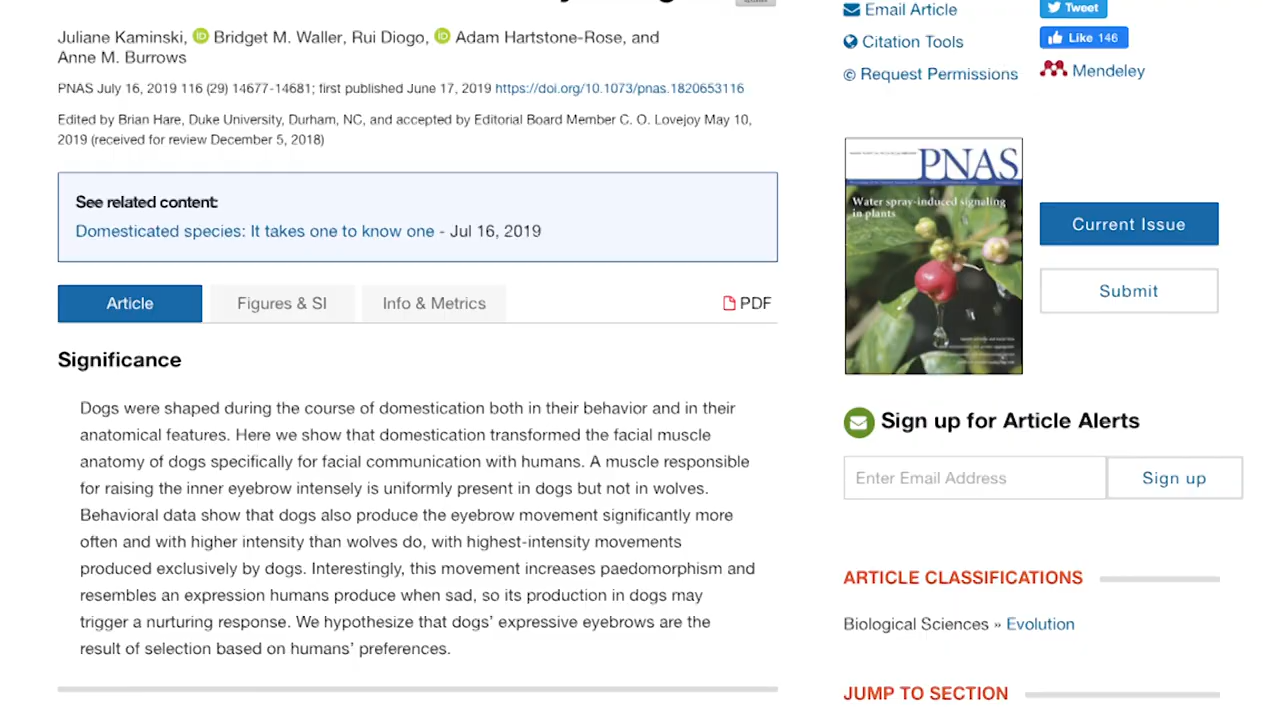 Juliane Kaminski, Bridget M. Waller, Rui Diogo, Adam Hartstone-Rose, and
Anne M. Burrows
PNAS July 16, 2019 116 (29) 14677-14681; first published June 17, 2019 https://doi.org/10.1073/pnas.1820653116
Edited by Brian Hare, Duke University, Durham, NC, and accepted by Editorial Board Member C. O. Lovejoy May 10,
2019 (received for review December 5, 2018)
See related content:
Domesticated species: It takes one to know one - Jul 16, 2019
Article
Figures & SI
Info & Metrics
PDF
Significance
Dogs were shaped during the course of domestication both in their behavior and in their
anatomical features. Here we show that domestication transformed the facial muscle
anatomy of dogs specifically for facial communication with humans. A muscle responsible
for raising the inner eyebrow intensely is uniformly present in dogs but not in wolves.
Behavioral data show that dogs also produce the eyebrow movement significantly more
often and with higher intensity than wolves do, with highest-intensity movements
produced exclusively by dogs. Interestingly, this movement increases paedomorphism and
resembles an expression humans produce when sad, so its production in dogs may
trigger a nurturing response. We hypothesize that dogs' expressive eyebrows are the
result of selection based on humans' preferences.
Email Article
Citation Tools
© Request Permissions
Tweet
Like 146
Mendeley
PNAS
Water spray-induced signaling
in plants
Current Issue
Submit
Sign up for Article Alerts
Enter Email Address
Sign up
ARTICLE CLASSIFICATIONS
Biological Sciences » Evolution
JUMP TO SECTION